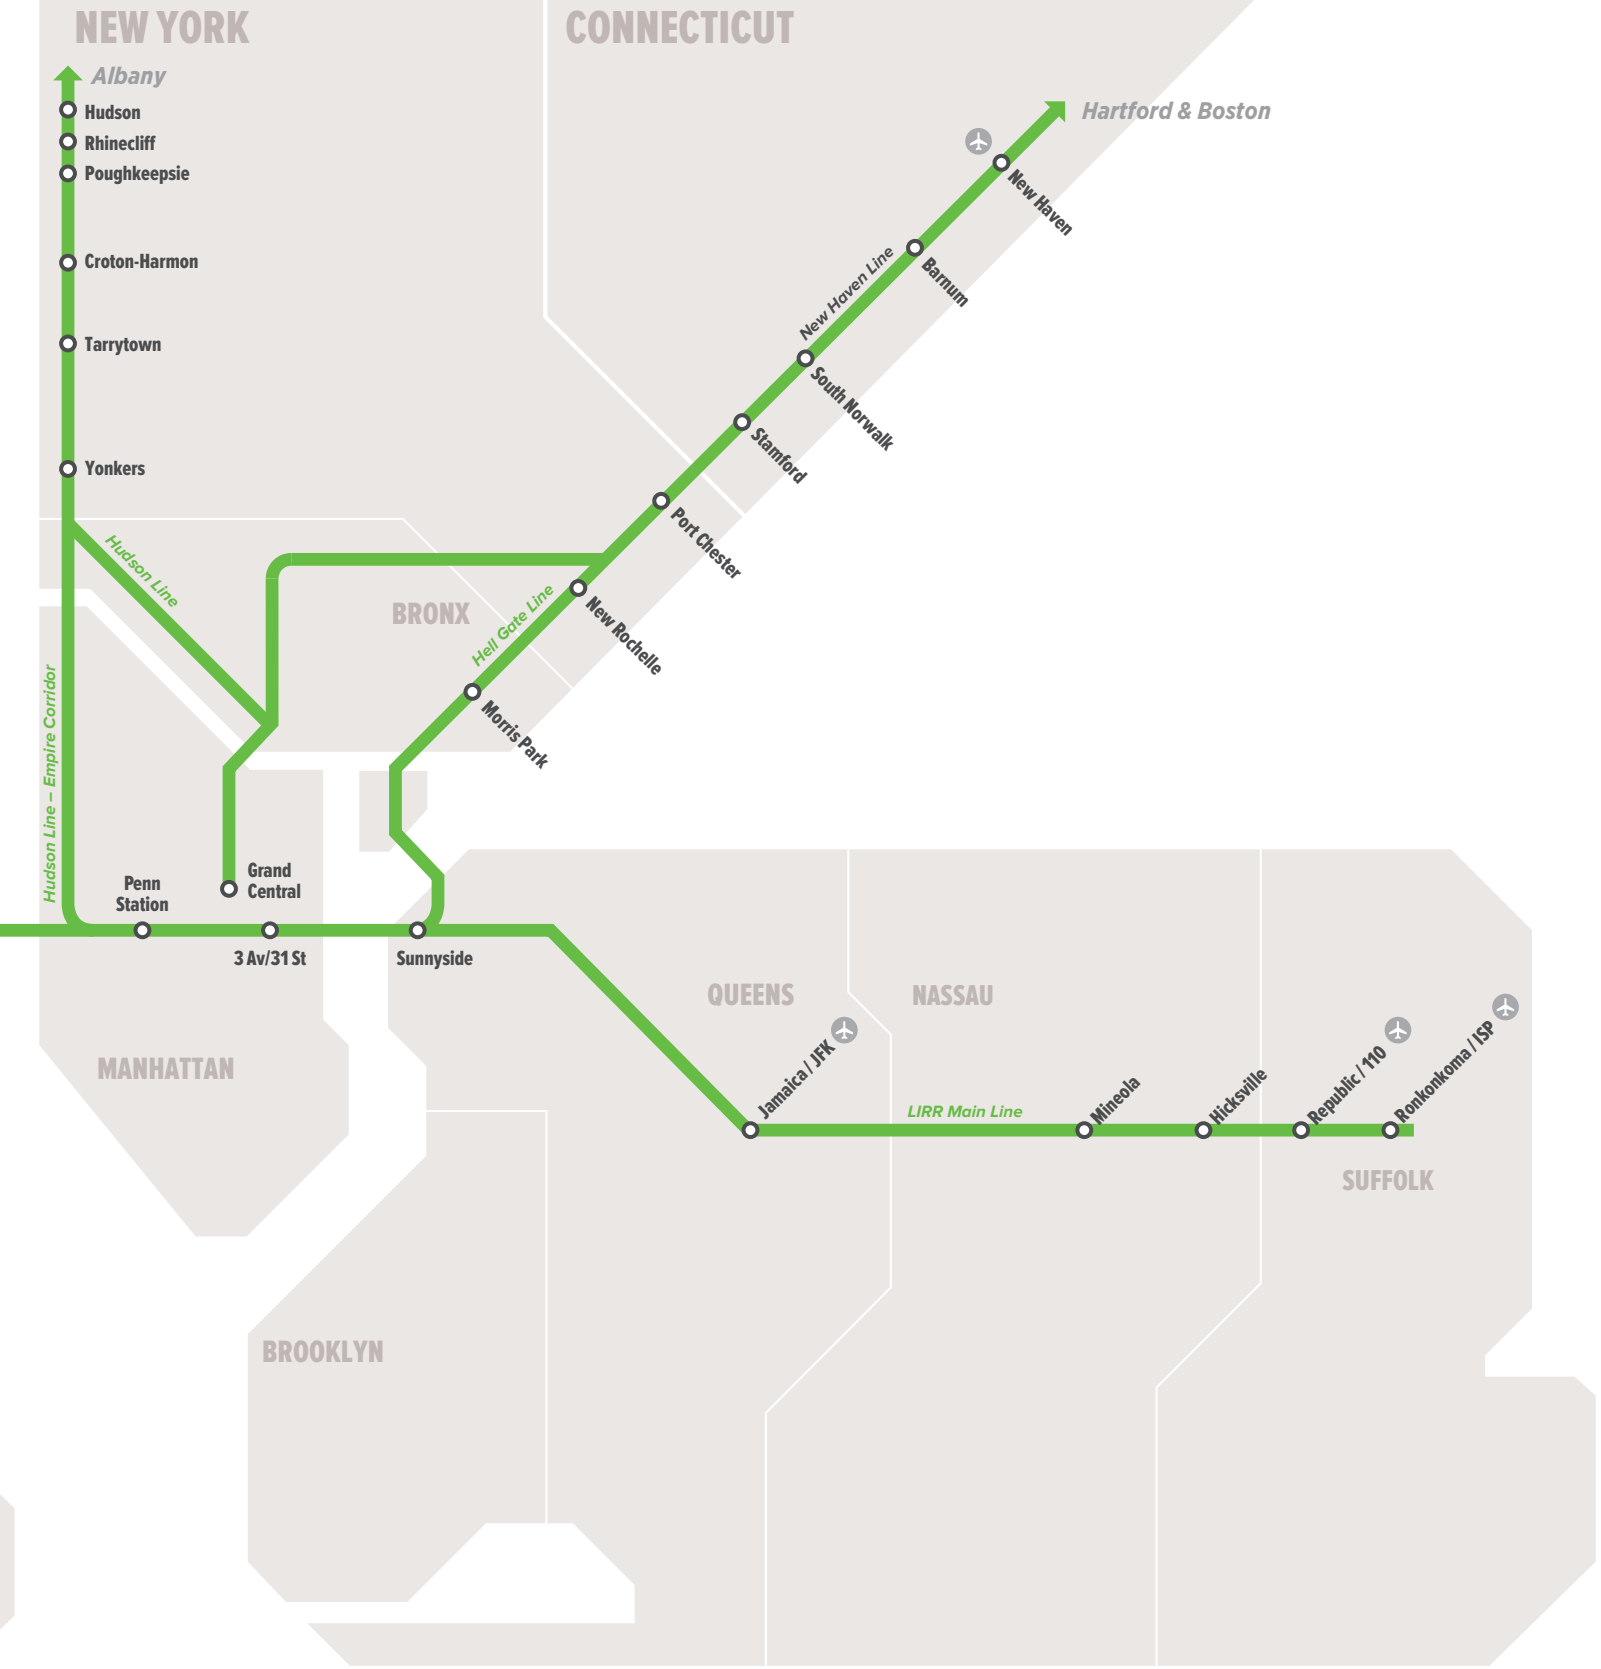 NEW YORK
CONNECTICUT
Albany
Hudson
Rhinecliff
Poughkeepsie
Croton-Harmon
Tarrytown
Yonkers
Hartford & Boston
New Haven
New Haven Line
Barnum
South Norwalk
Stamford
Port Chester
Hudson Line
BRONX
Hell Gate Line
New Rochelle
Morris Park
Hudson Line – Empire Corridor
Grand
Central
Penn
Station
3 Av/31 St
Sunnyside
QUEENS
NASSAU
MANHATTAN
Jamaica / JFK
LIRR Main Line
Mineola
Hicksville
Republic / 110
Ronkonkoma / ISP
SUFFOLK
BROOKLYN